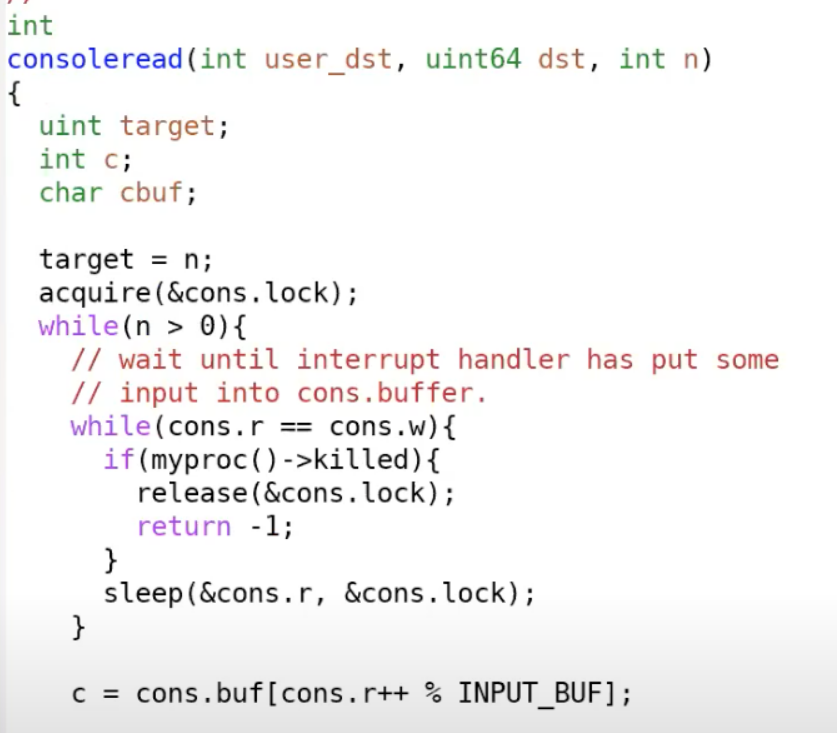 //
int
consoleread(int user_dst, uint64 dst, int n)
{
  uint target;
  int c;
  char cbuf;

  target = n;
  acquire(&cons.lock);
  while(n > 0){
    // wait until interrupt handler has put some
    // input into cons.buffer.
    while(cons.r == cons.w){
      if(myproc()->killed){
        release(&cons.lock);
        return -1;
      }
      sleep(&cons.r, &cons.lock);
    }

    c = cons.buf[cons.r++ % INPUT_BUF];